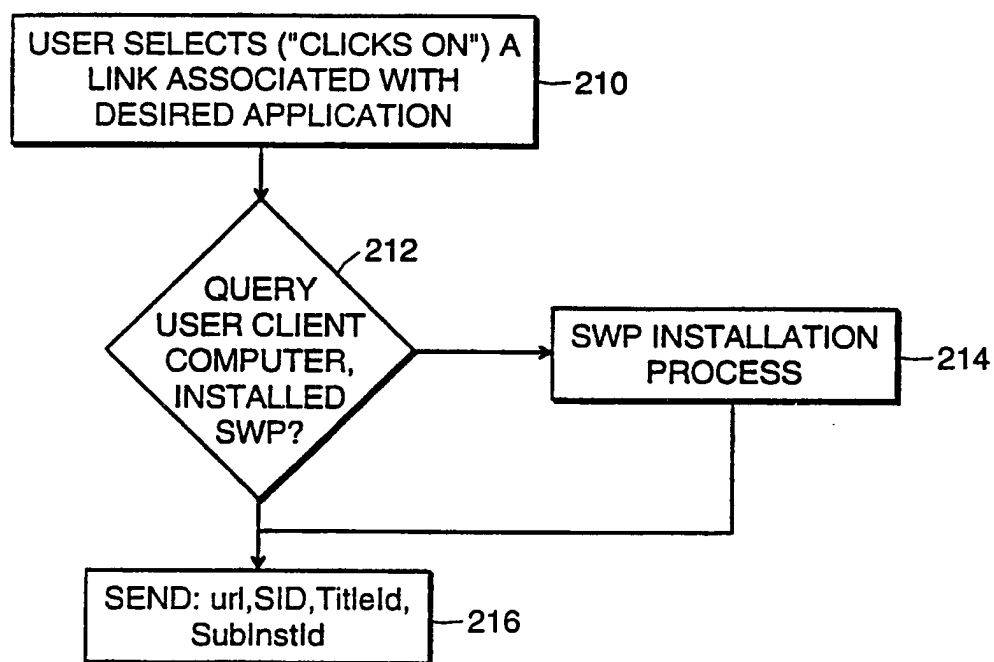 USER SELECTS ("CLICKS ON") A
LINK ASSOCIATED WITH
DESIRED APPLICATION
210
212
QUERY
USER CLIENT
COMPUTER,
INSTALLED
SWP?
SWP INSTALLATION
PROCESS
214
SEND: url,SID,TitleId,
SubInstId
216